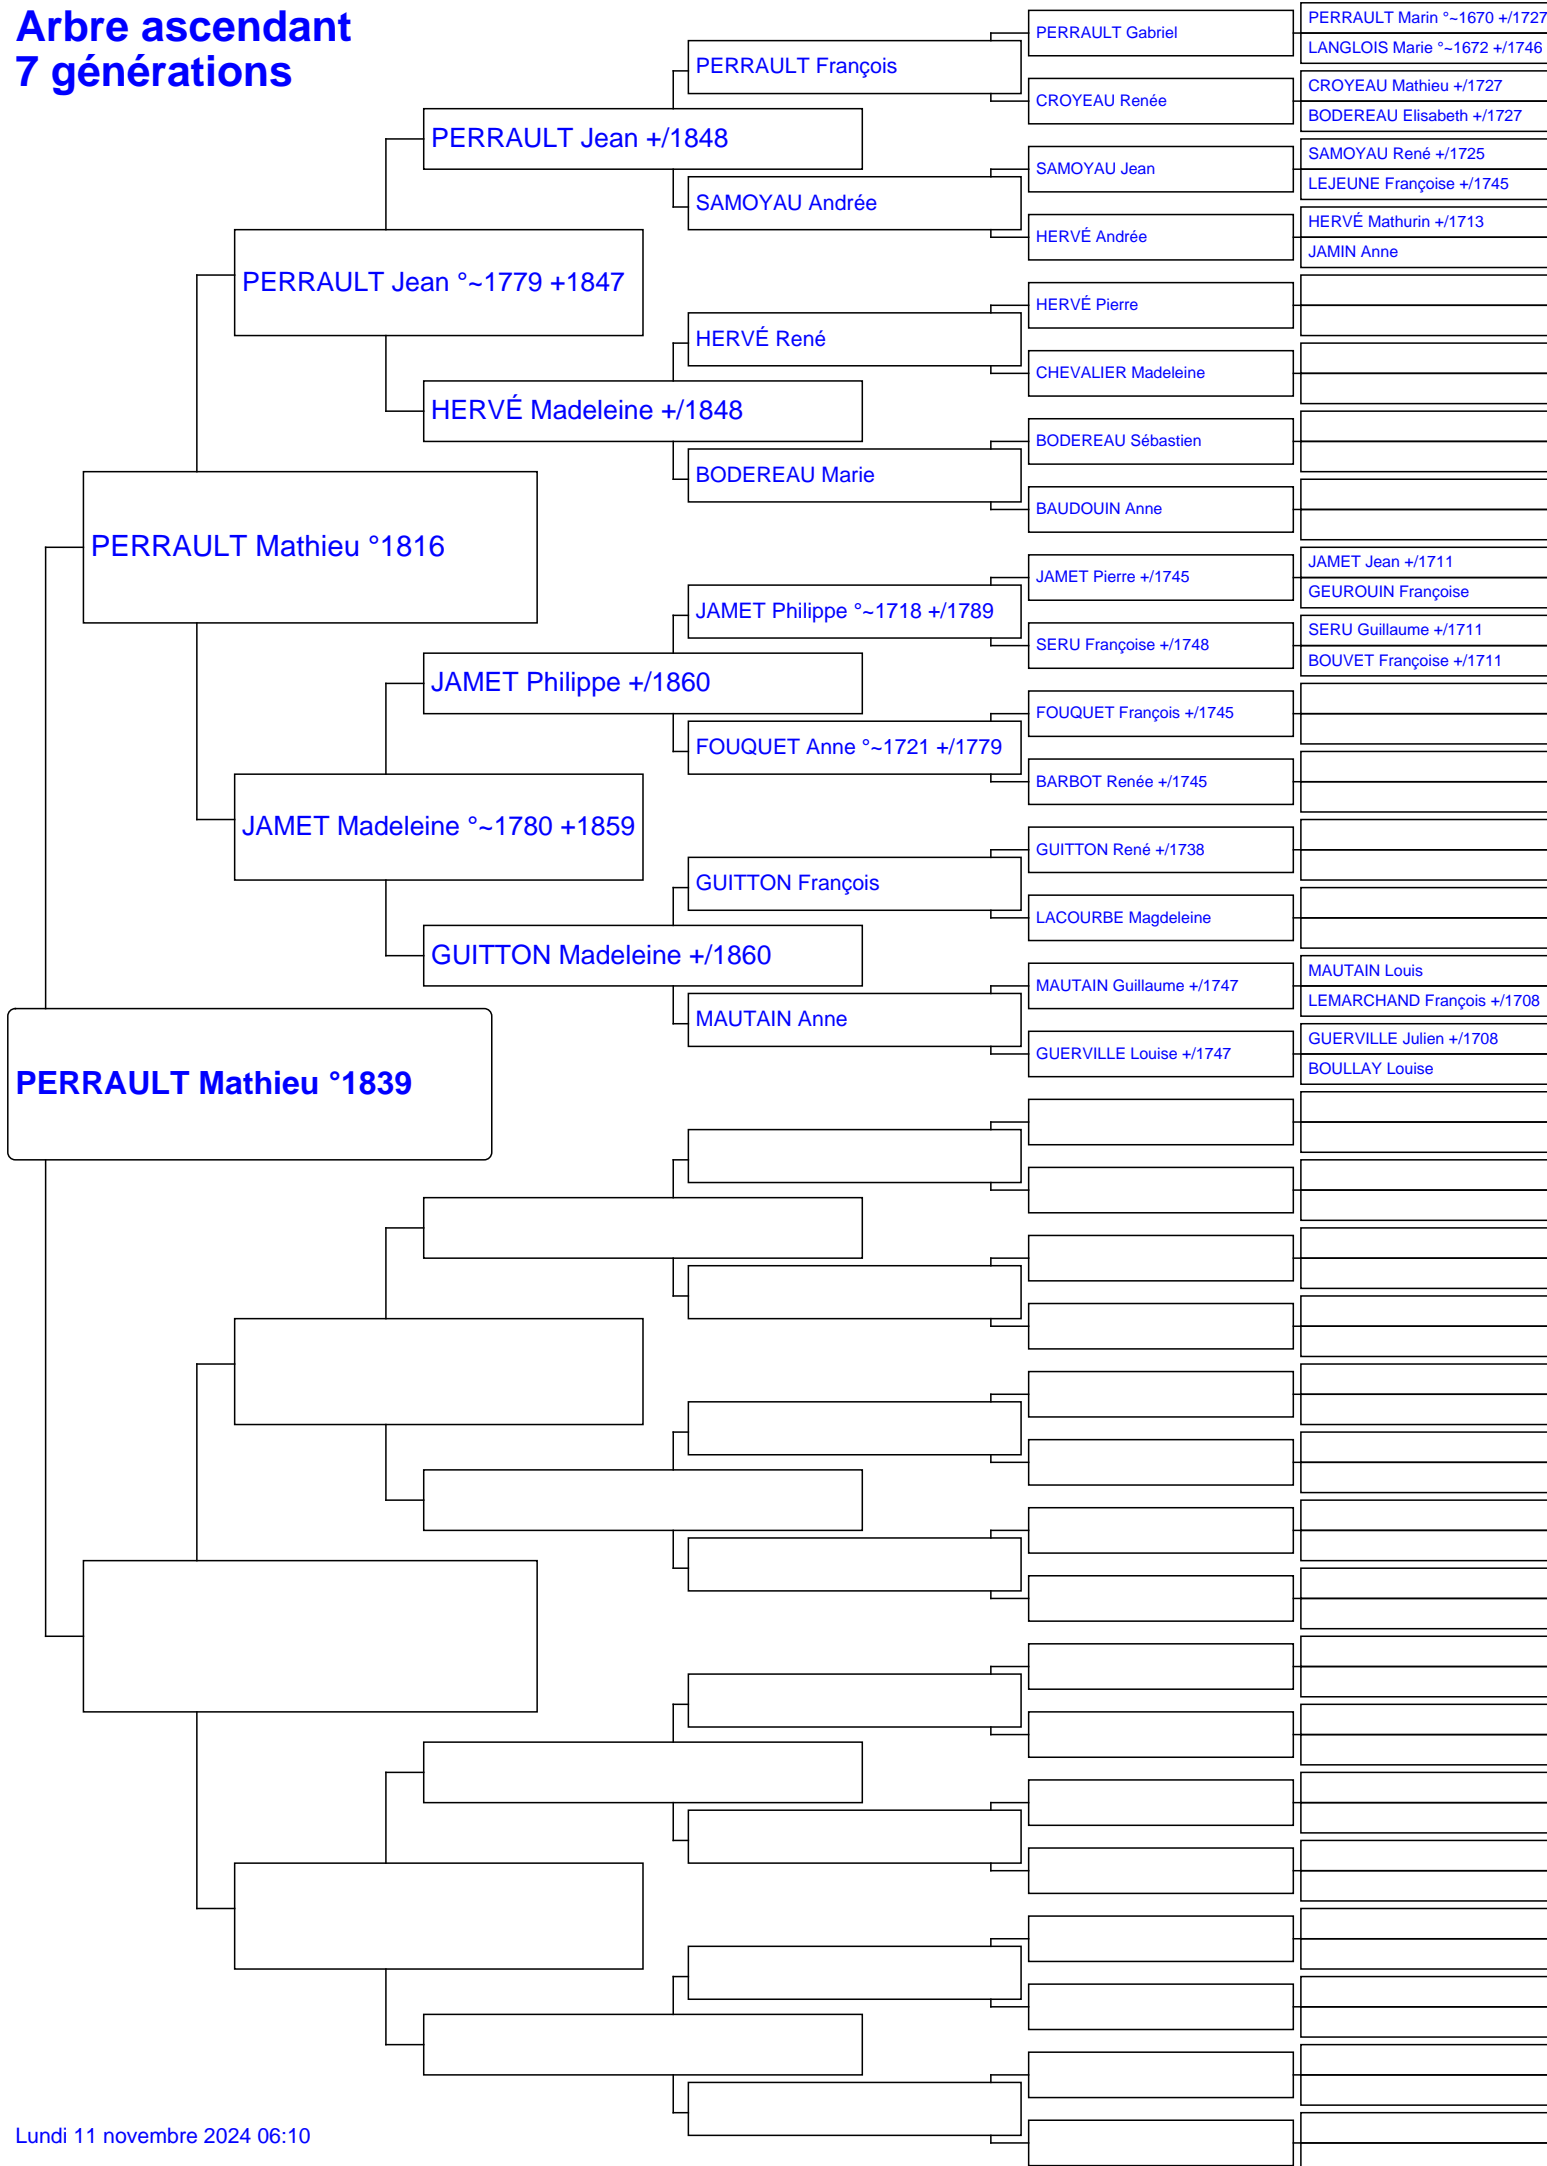 Arbre ascendant
7 générations
PERRAULT Mathieu °1839
PERRAULT Mathieu °1816
PERRAULT Jean °~1779 +1847
JAMET Madeleine °~1780 +1859
PERRAULT Jean +/1848
HERVÉ Madeleine +/1848
JAMET Philippe +/1860
GUITTON Madeleine +/1860
PERRAULT François
SAMOYAU Andrée
HERVÉ René
BODEREAU Marie
JAMET Philippe °~1718 +/1789
FOUQUET Anne °~1721 +/1779
GUITTON François
MAUTAIN Anne
PERRAULT Gabriel
CROYEAU Renée
SAMOYAU Jean
HERVÉ Andrée
HERVÉ Pierre
CHEVALIER Madeleine
BODEREAU Sébastien
BAUDOUIN Anne
JAMET Pierre +/1745
SERU Françoise +/1748
FOUQUET François +/1745
BARBOT Renée +/1745
GUITTON René +/1738
LACOURBE Magdeleine
MAUTAIN Guillaume +/1747
GUERVILLE Louise +/1747
PERRAULT Marin °~1670 +/1727
LANGLOIS Marie °~1672 +/1746
CROYEAU Mathieu +/1727
BODEREAU Elisabeth +/1727
SAMOYAU René +/1725
LEJEUNE Françoise +/1745
HERVÉ Mathurin +/1713
JAMIN Anne
JAMET Jean +/1711
GEUROUIN Françoise
SERU Guillaume +/1711
BOUVET Françoise +/1711
MAUTAIN Louis
LEMARCHAND François +/1708
GUERVILLE Julien +/1708
BOULLAY Louise
Lundi 11 novembre 2024 06:10